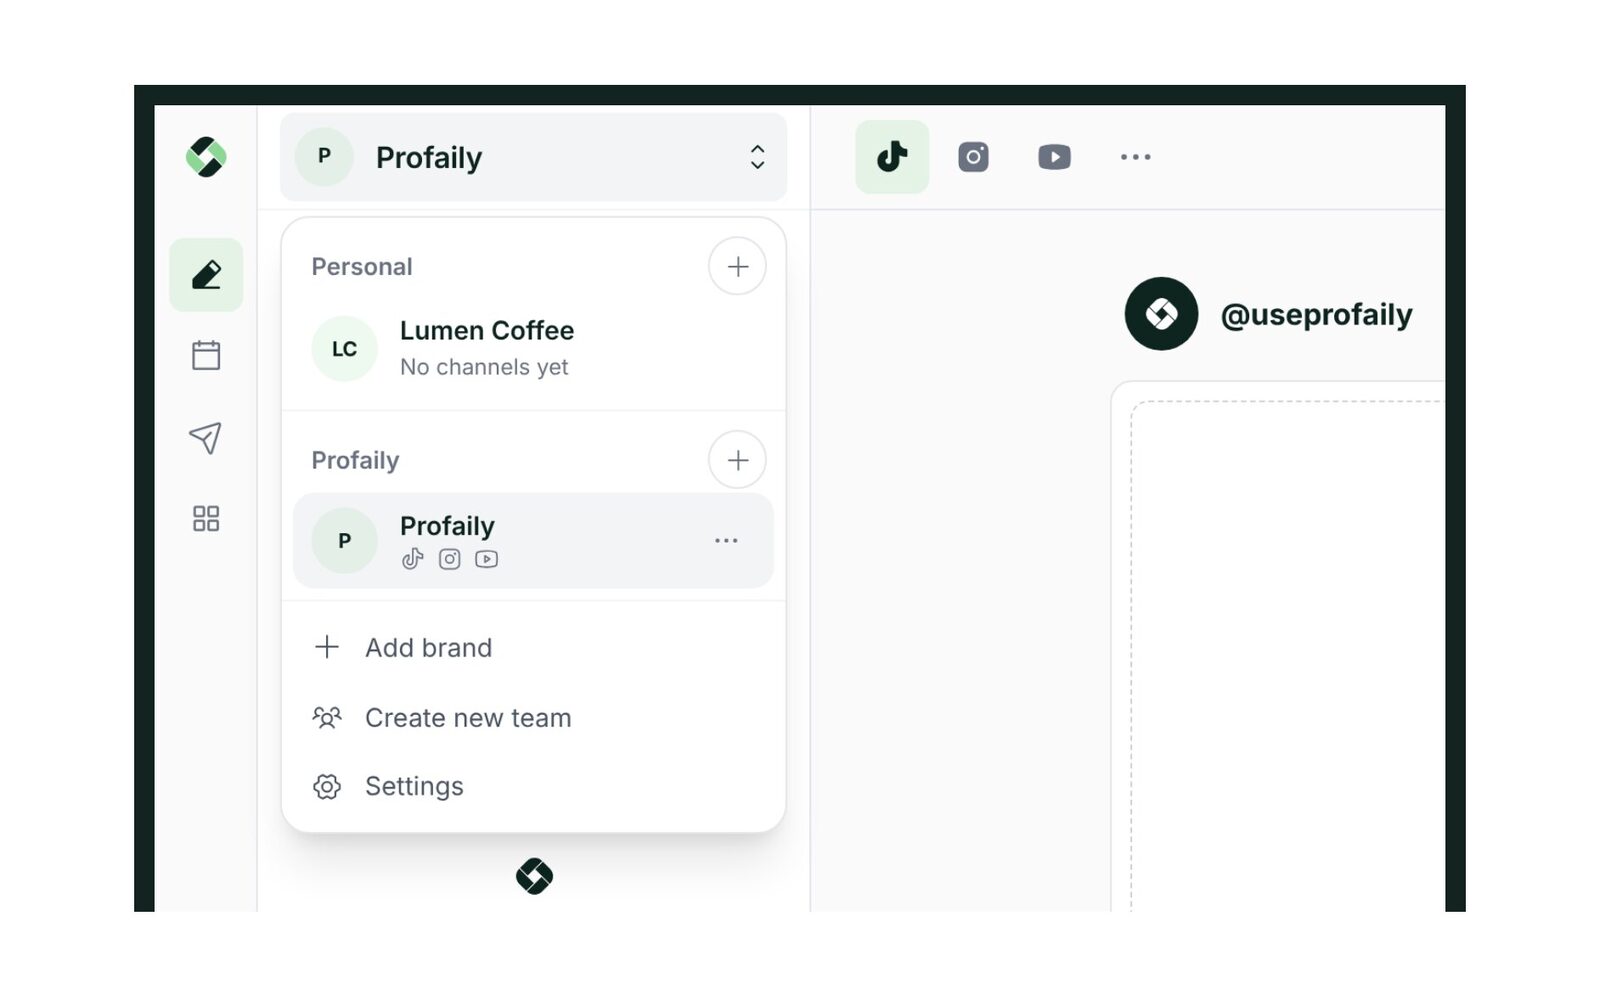 P
Profaily
Personal
LC
Lumen Coffee
No channels yet
Profaily
P
Profaily
Add brand
Create new team
Settings
@useprofaily